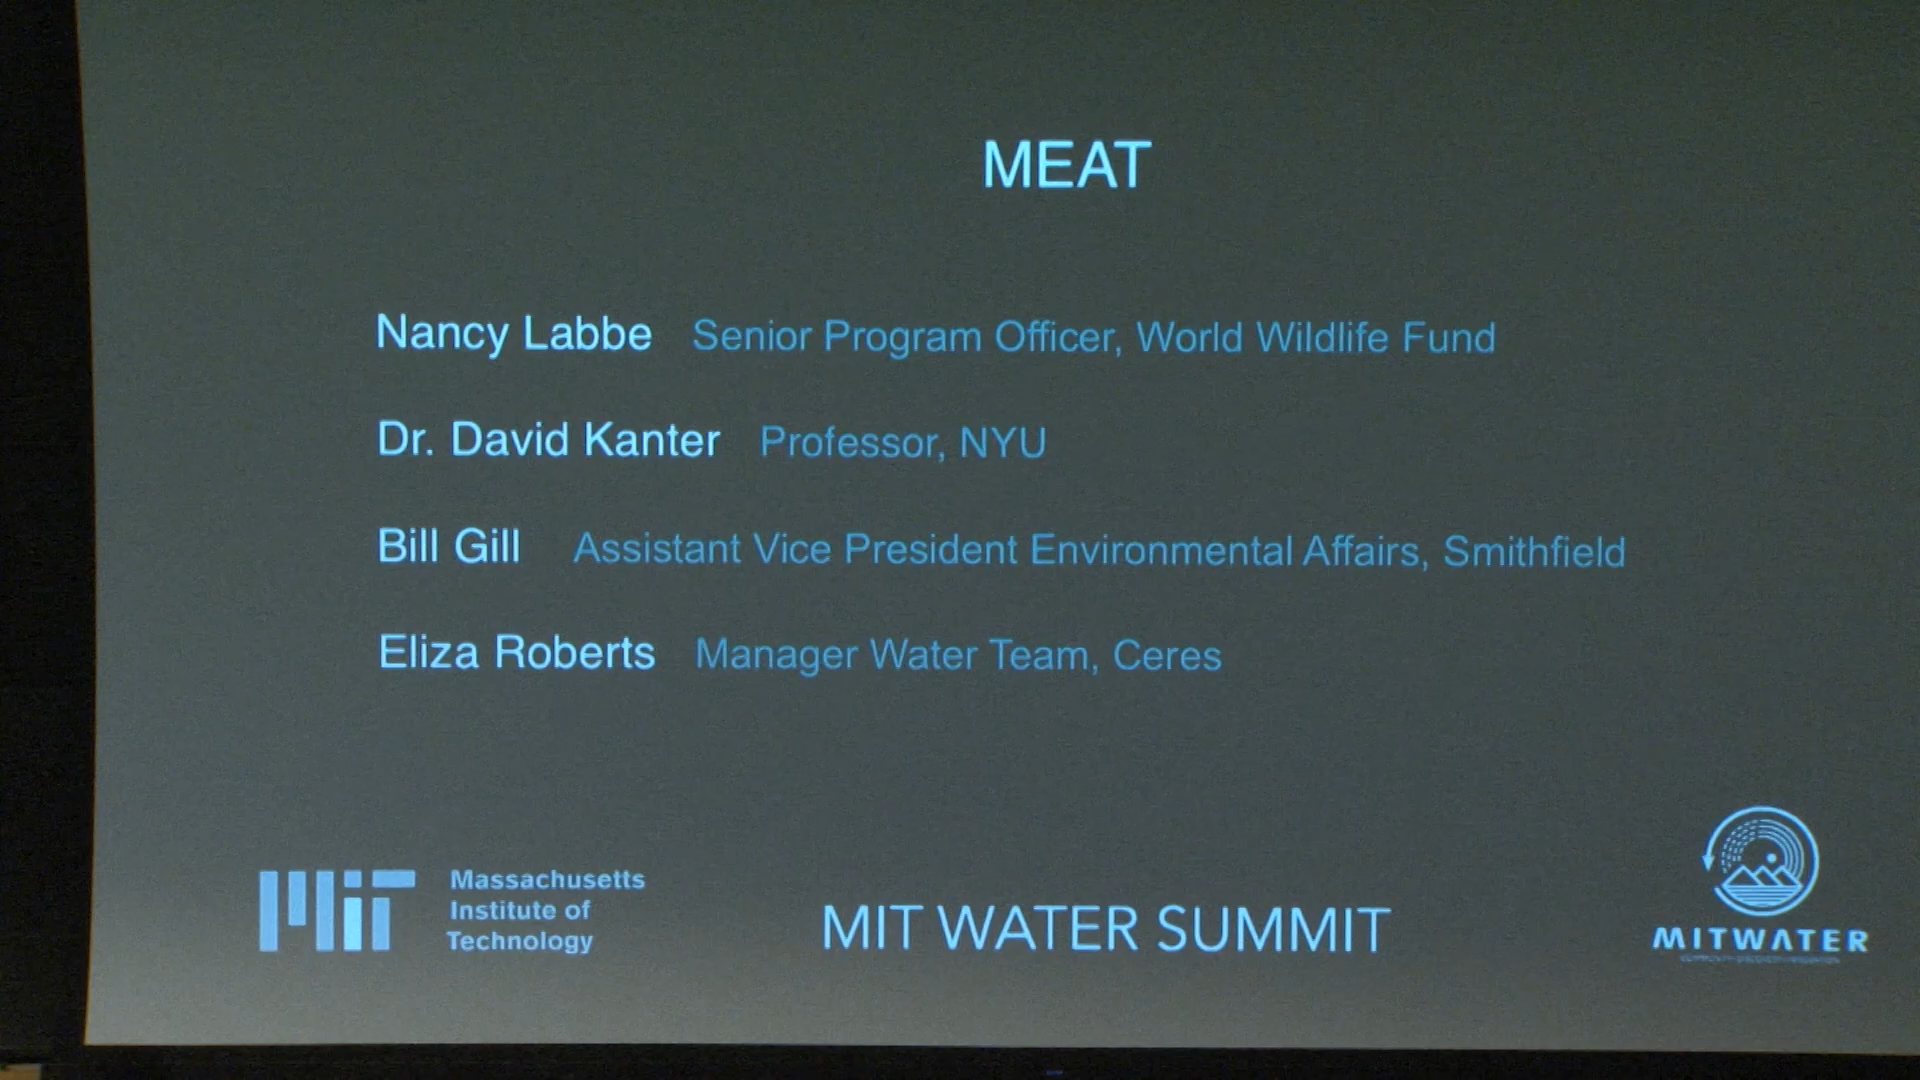 MEAT
Nancy Labbe Senior Program Officer, World Wildlife Fund
Dr. David Kanter Professor, NYU
Bill Gill Assistant Vice President Environmental Affairs, Smithfield
Eliza Roberts Manager Water Team, Ceres
Massachusetts
Institute of
Technology
MIT WATER SUMMIT
MITWATER